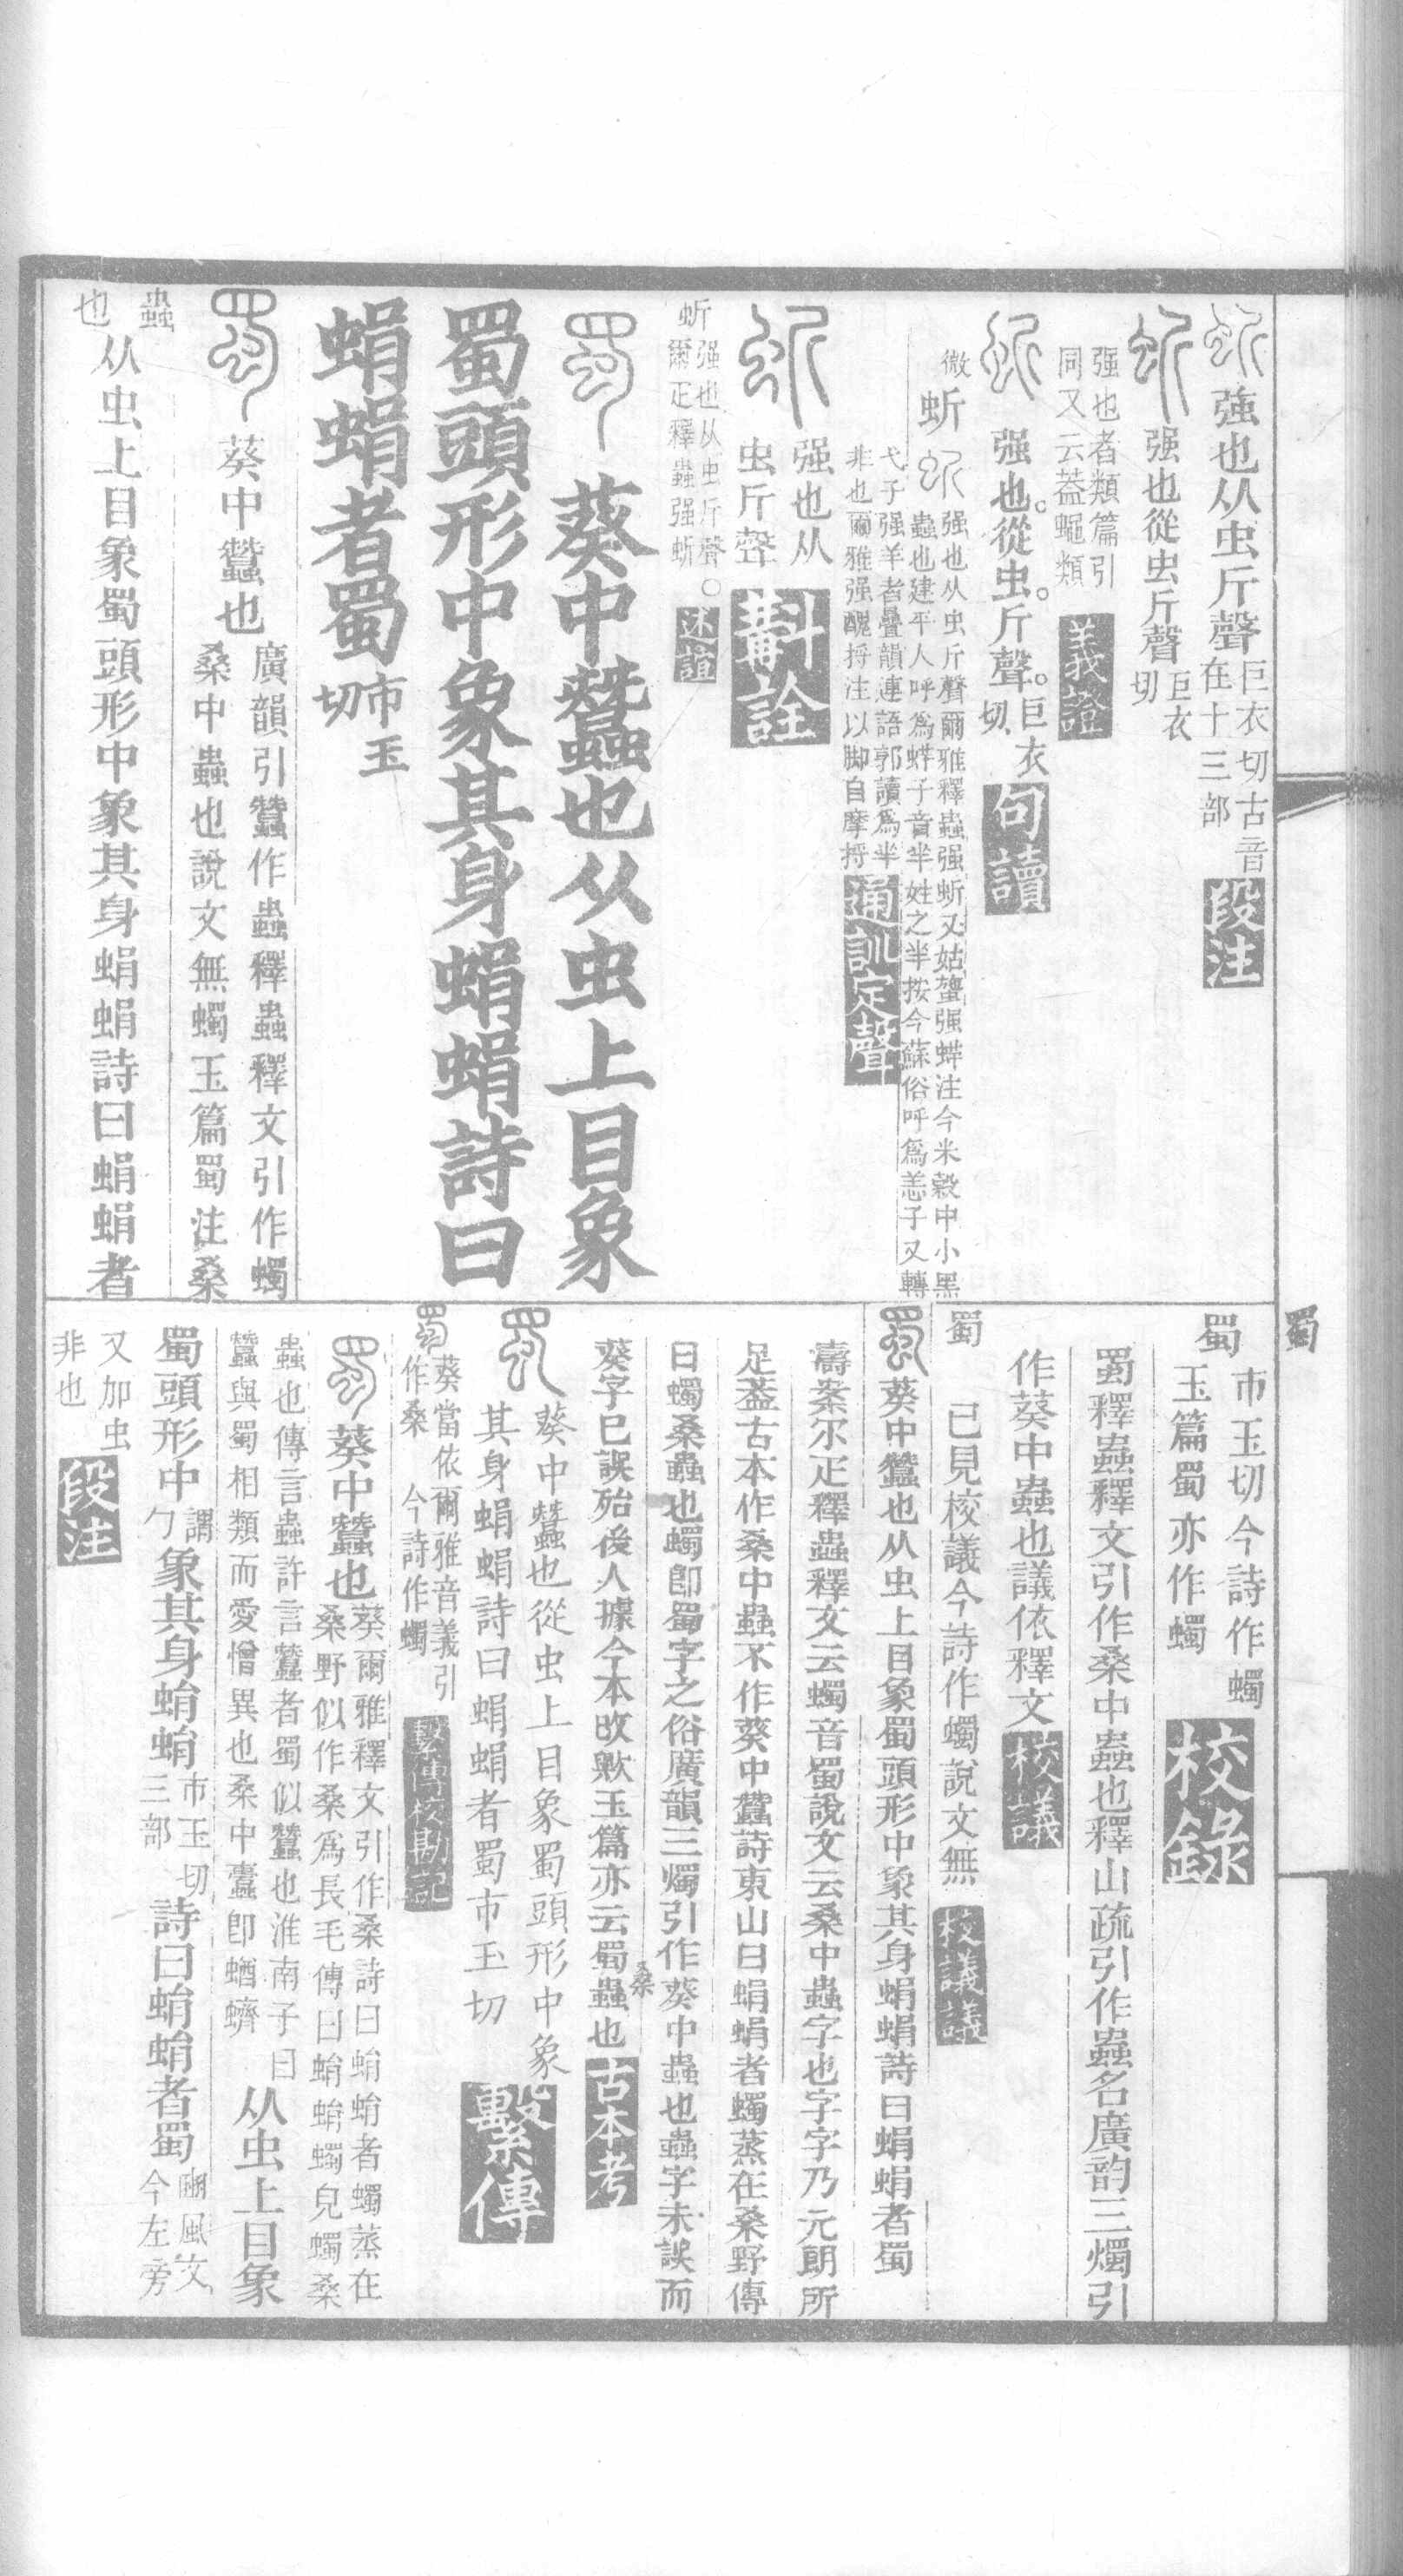 強也从虫斤聲巨衣切古音
在十三部 段注
强也從虫斤聲巨衣
切
强也者類篇引
同又云蓋蠅類 義證
强也。從虫。斤聲。巨衣
切 句讀
微
蚚 强也从虫斤聲爾雅釋蟲强蚚又姑䗐强蛘注今米穀中小黑
蟲也建平人呼爲蛘子音羋姓之羋按今蘇俗呼爲恙子又轉
弋子强羊者疊韻連語郭讀爲羋
非也爾雅强醜捋注以脚自摩捋 通訓定聲
强也从
虫斤聲 斠詮
蚚强也从虫斤聲○
爾疋釋蟲强蚚 述誼
葵中蠶也从虫上目象
蜀頭形中象其身蜎蜎詩曰
蜎蜎者蜀市玉
切
葵中蠶也廣韻引蠶作蟲釋蟲釋文引作蠋
桑中蟲也說文無蠋玉篇蜀注桑
蟲
也从虫上目象蜀頭形中象其身蜎蜎詩曰蜎蜎者
蜀
蜀市玉切今詩作蠋
玉篇蜀亦作蠋 校錄
蜀釋蟲釋文引作桑中蟲也釋山疏引作蟲名廣韵三燭引
作葵中蟲也議依釋文 校議
蜀 已見校議今詩作蠋說文無 校議議
葵中蠶也从虫上目象蜀頭形中象其身蜎蜎詩曰蜎蜎者蜀
濤案尔疋釋蟲釋文云蠋音蜀說文云桑中蟲字也字字乃元朗所
足葢古本作桑中蟲不作葵中蠶詩東山曰蜎蜎者蠋蒸在桑野傳
曰蠋桑蟲也蠋卽蜀字之俗廣韻三燭引作葵中蟲也蟲字未誤而
葵字已誤殆後人據今本改歟玉篇亦云蜀桑蟲也 古本考
葵中蠶也從虫上目象蜀頭形中象
其身蜎蜎詩曰蜎蜎者蜀市玉切 繫傳
葵當依爾雅音義引
作桑 今詩作蠋 繫傳校勘記
葵中蠶也葵爾雅釋文引作桑詩曰蜎蜎者蠋蒸在
桑野似作桑爲長毛傳曰蜎蜎蠋皃蠋桑
蟲也傳言蟲許言蠶者蜀似蠶也淮南子曰
蠶與蜀相類而愛憎異也桑中蠹卽蝤蠐从虫上目象
蜀頭形中謂
勹象其身蜎蜎市玉切
三部詩曰蜎蜎者蜀豳風文
今左旁
又加虫
非也 段注